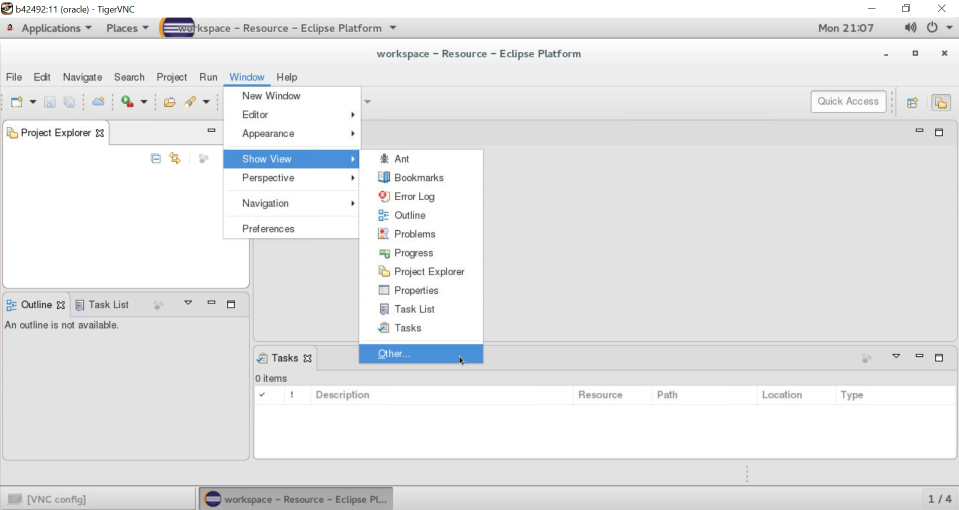 b42492:11 (oracle) - TigerVNC
Applications Places workspace - Resource - Eclipse Platform Mon 21:07
workspace - Resource - Eclipse Platform
File Edit Navigate Search Project Run Window Help
Quick Access
New Window
Editor
Appearance
Show View
Perspective
Navigation
Preferences
Ant
Bookmarks
Error Log
Outline
Problems
Progress
Project Explorer
Properties
Task List
Tasks
Other...
Project Explorer
Outline Task List
An outline is not available.
Tasks
0 items
! Description Resource Path Location Type
[VNC config] workspace - Resource - Eclipse Pl... 1 / 4